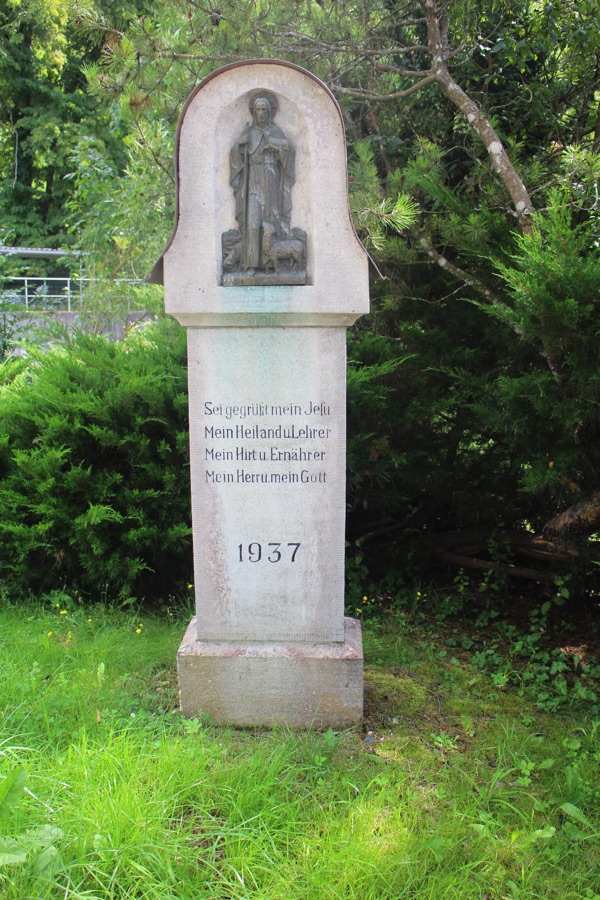 Sei gegrüßt mein Jesu
Mein Heiland u. Lehrer
Mein Hirt u. Ernährer
Mein Herr u. mein Gott
1937